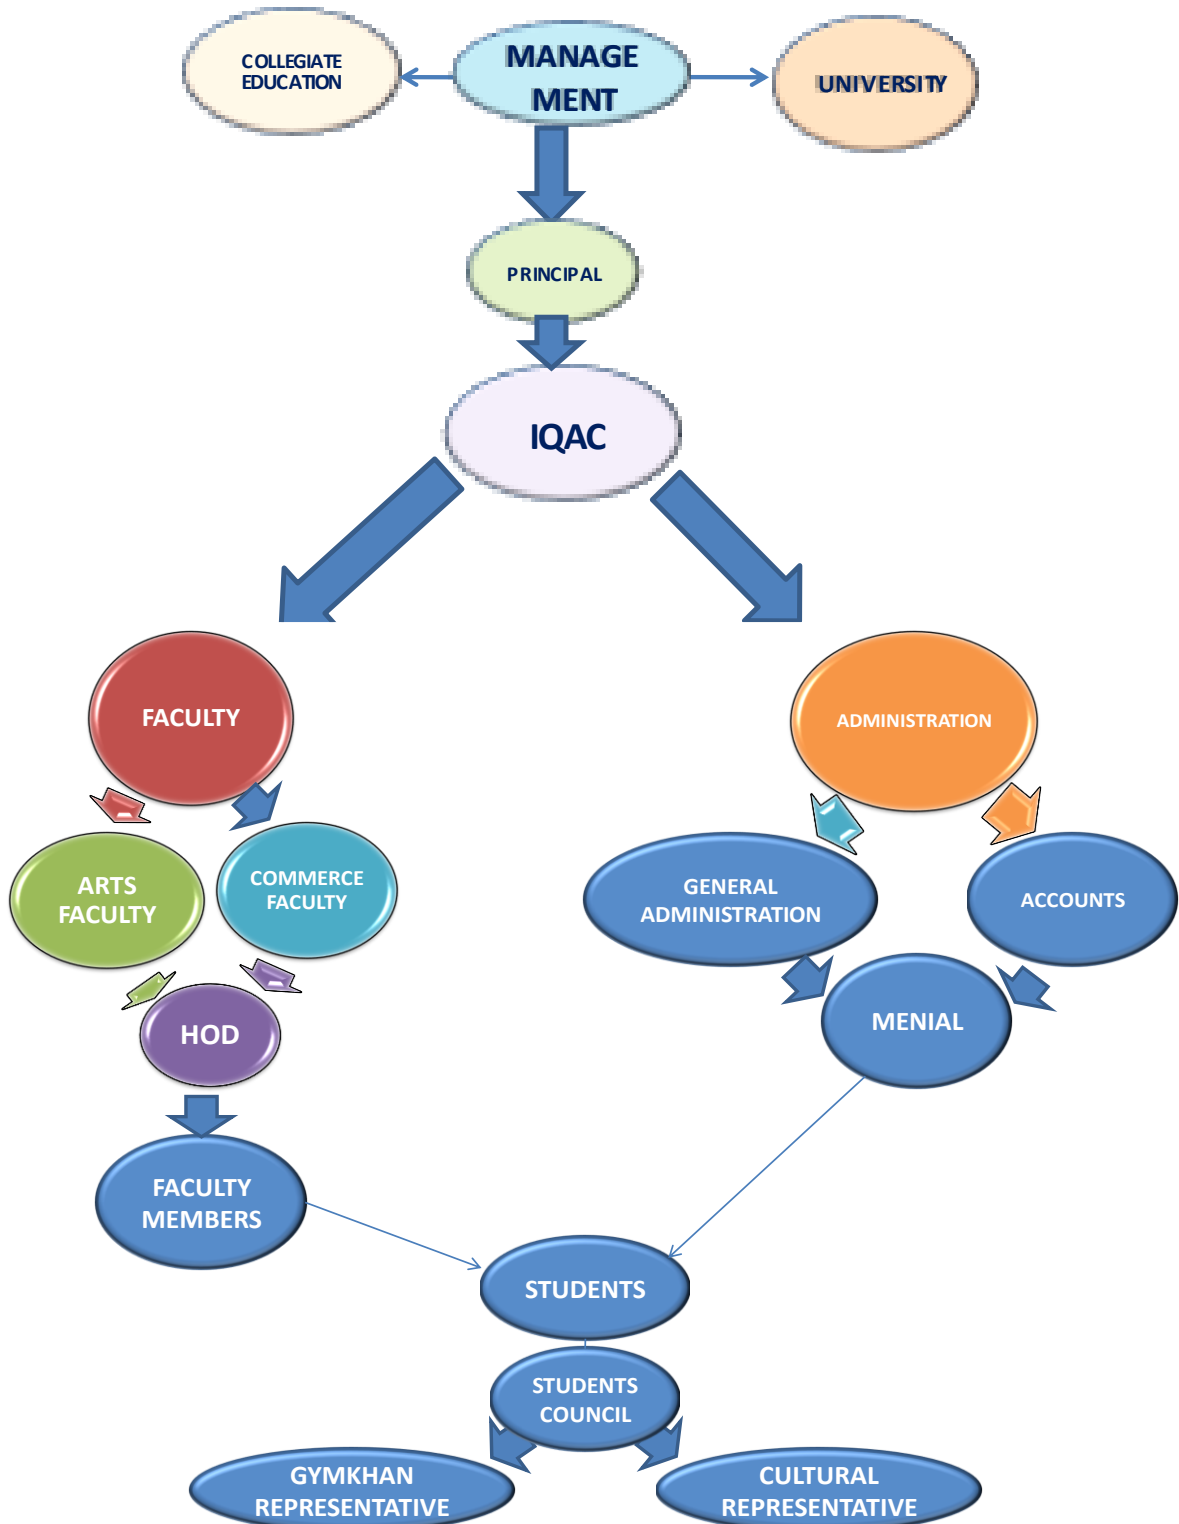 COLLEGIATE
EDUCATION
MANAGE
MENT
UNIVERSITY
PRINCIPAL
IQAC
FACULTY
ADMINISTRATION
ARTS
FACULTY
COMMERCE
FACULTY
GENERAL
ADMINISTRATION
ACCOUNTS
HOD
MENIAL
FACULTY
MEMBERS
STUDENTS
STUDENTS
COUNCIL
GYMKHAN
REPRESENTATIVE
CULTURAL
REPRESENTATIVE